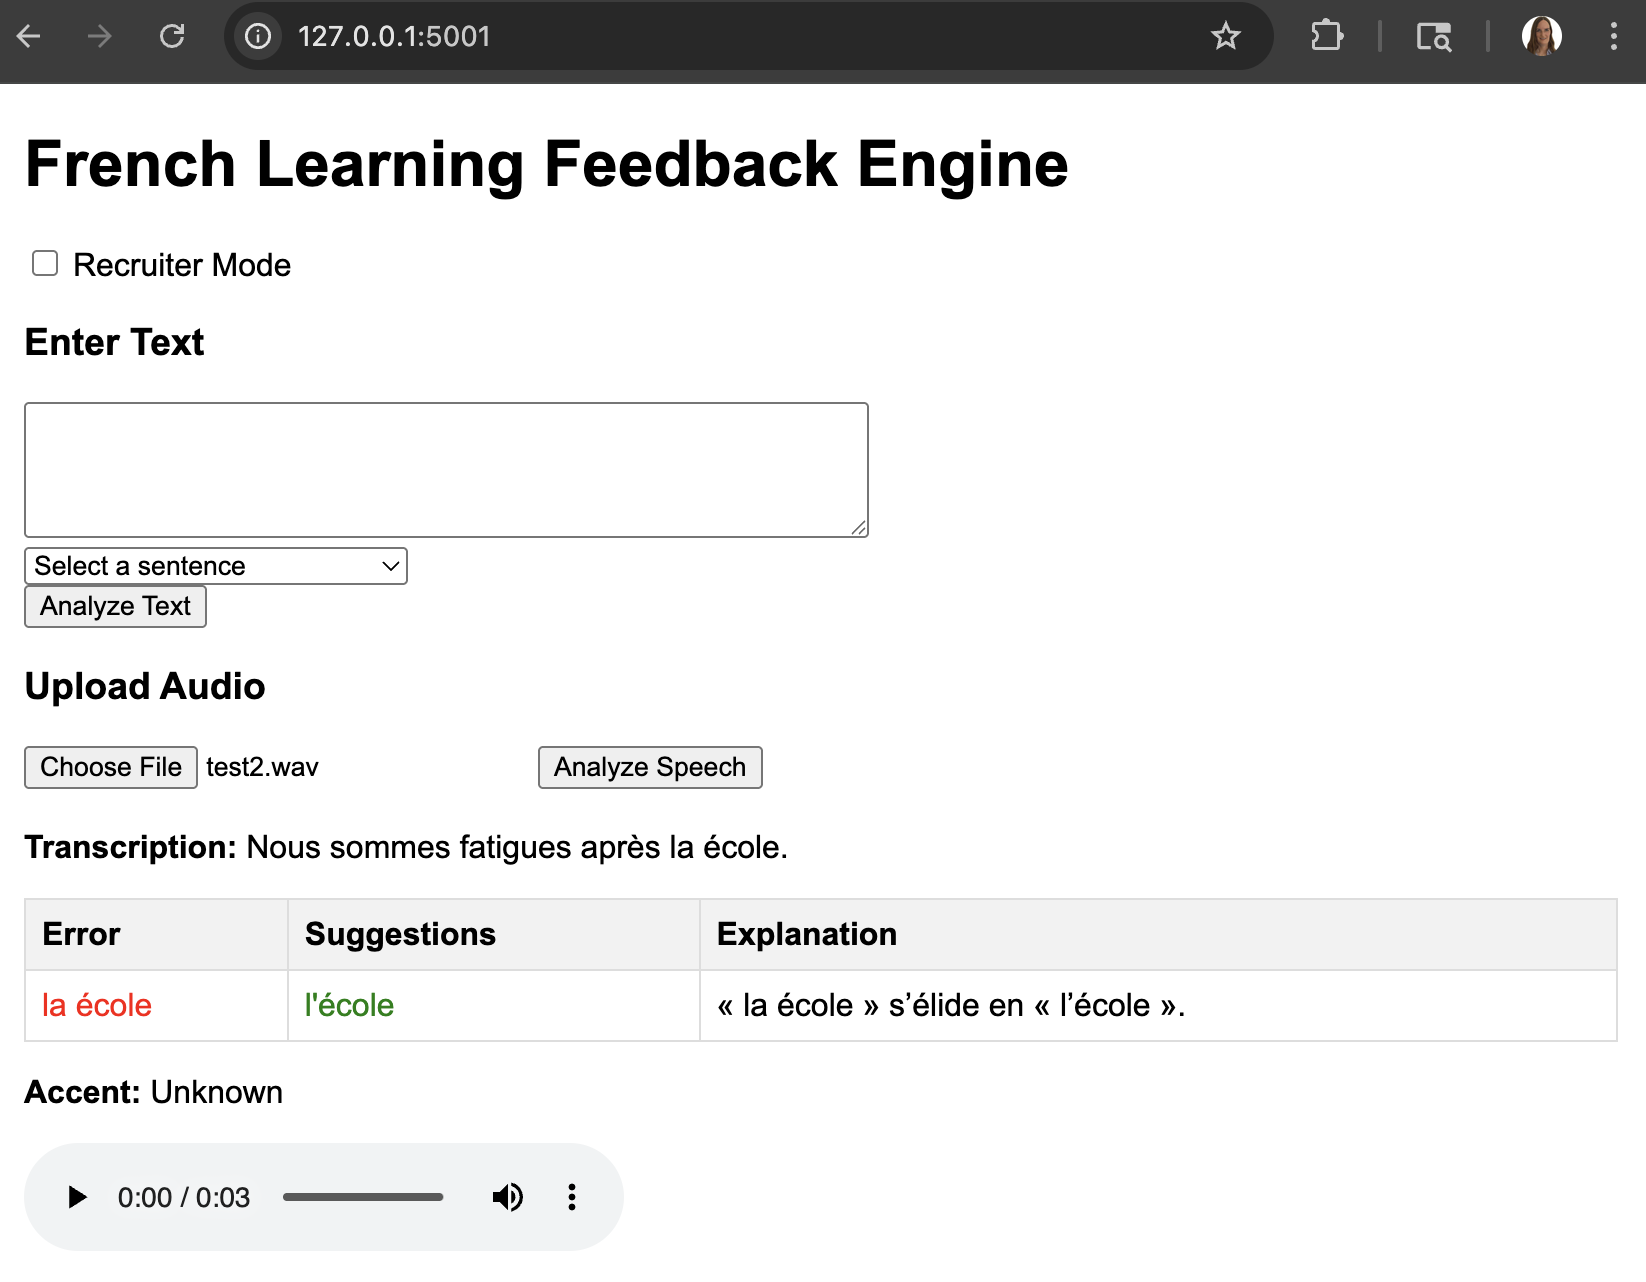 127.0.0.1:5001
French Learning Feedback Engine
Recruiter Mode
Enter Text
Select a sentence
Analyze Text
Upload Audio
Choose File test2.wav Analyze Speech
Transcription: Nous sommes fatigues après la école.
Error Suggestions Explanation
la école l'école « la école » s’élide en « l’école ».
Accent: Unknown
0:00 / 0:03